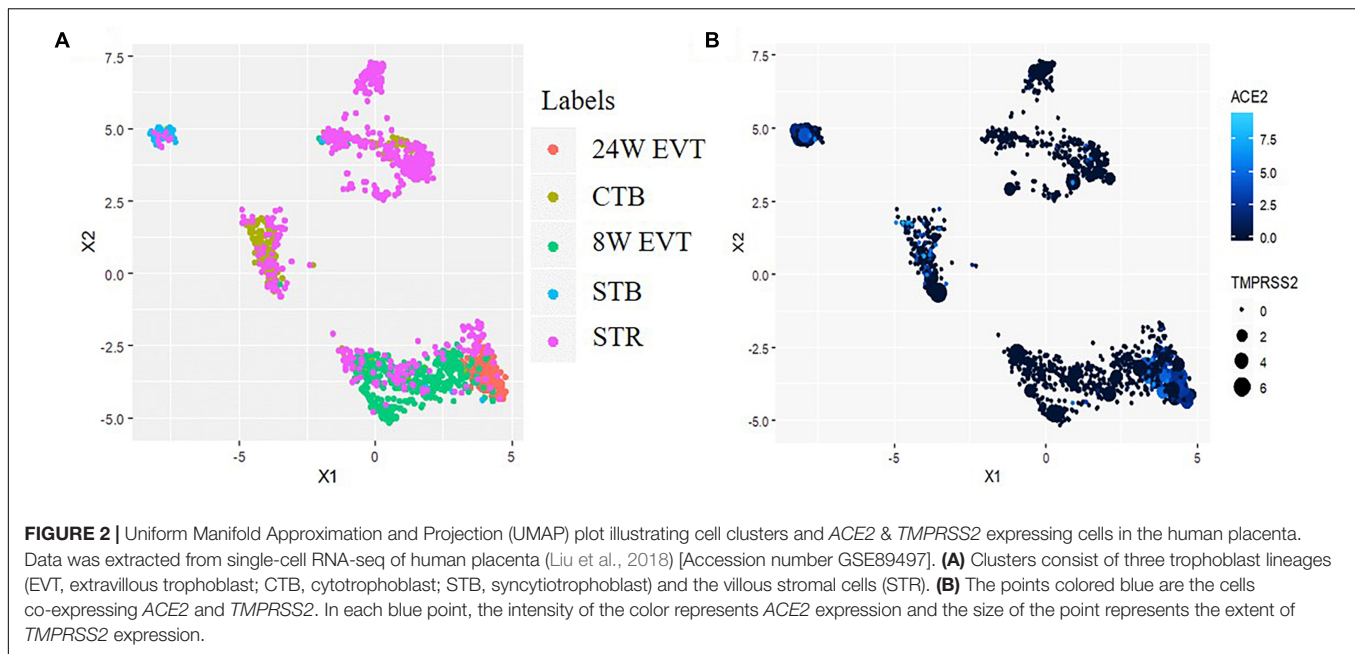 A
7.5
5.0
2.5
0.0
-2.5
-5.0
X2
-5
0
5
X1
Labels
24W EVT
CTB
8W EVT
STB
STR
B
7.5
5.0
2.5
0.0
-2.5
-5.0
X2
-5
0
5
X1
ACE2
7.5
5.0
2.5
0.0
TMPRSS2
0
2
4
6
FIGURE 2 | Uniform Manifold Approximation and Projection (UMAP) plot illustrating cell clusters and ACE2 & TMPRSS2 expressing cells in the human placenta.
Data was extracted from single-cell RNA-seq of human placenta (Liu et al., 2018) [Accession number GSE89497]. (A) Clusters consist of three trophoblast lineages
(EVT, extravillous trophoblast; CTB, cytotrophoblast; STB, syncytiotrophoblast) and the villous stromal cells (STR). (B) The points colored blue are the cells
co-expressing ACE2 and TMPRSS2. In each blue point, the intensity of the color represents ACE2 expression and the size of the point represents the extent of
TMPRSS2 expression.